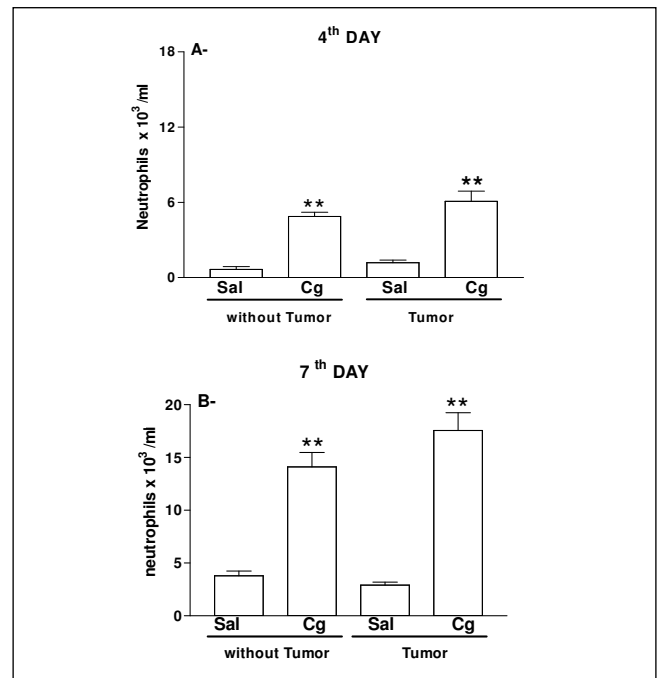 4th DAY
A-
Neutrophils x 10³/ml
18
12
6
0
**
**
Sal Cg Sal Cg
without Tumor Tumor
7 th DAY
B-
neutrophils x 10³/ml
20
15
10
5
0
**
**
Sal Cg Sal Cg
without Tumor Tumor